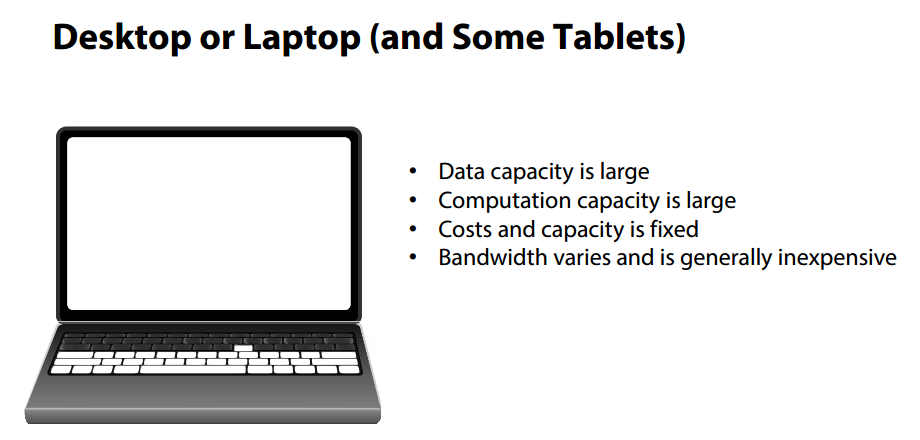 Desktop or Laptop (and Some Tablets)
• Data capacity is large
• Computation capacity is large
• Costs and capacity is fixed
• Bandwidth varies and is generally inexpensive